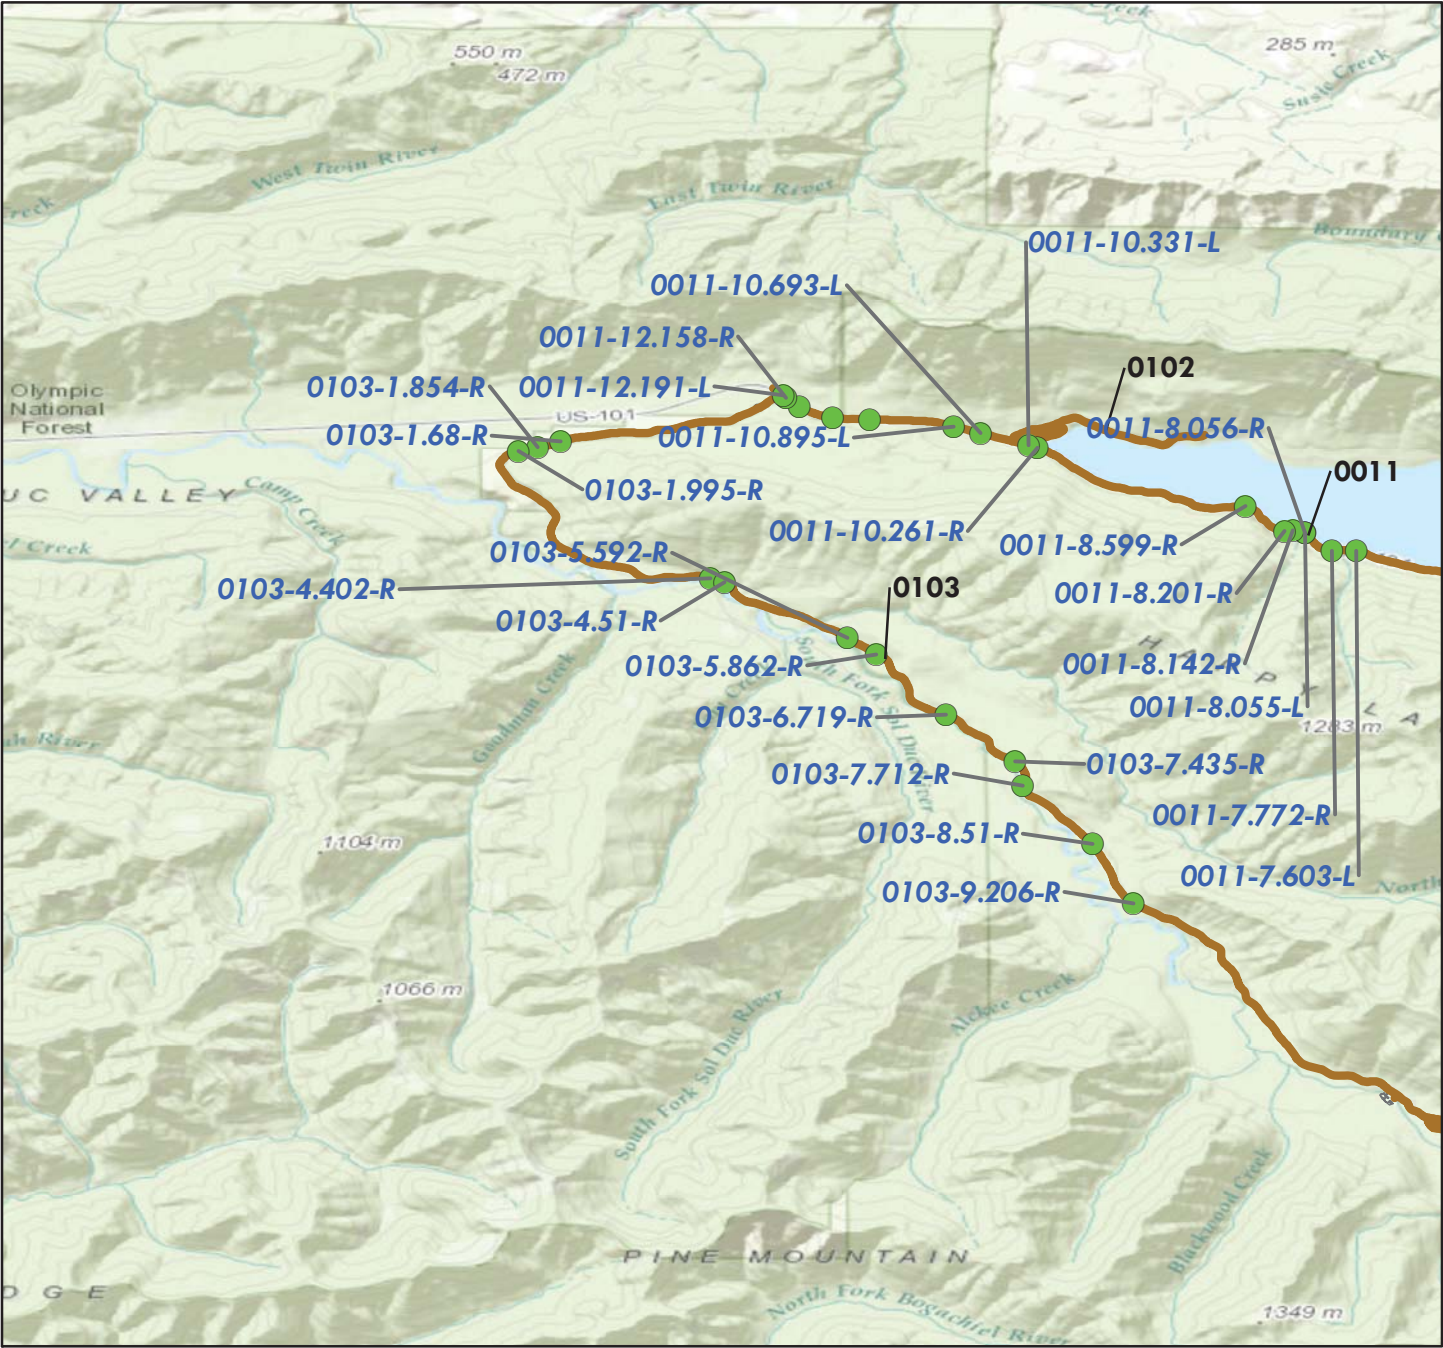 Creek
550 m
472 m
285 m
Susie Creek
West Twin River
East Twin River
Creek
Boundary
0011-10.331-L
0011-10.693-L
0011-12.158-R
0102
0103-1.854-R
0011-12.191-L
Olympic
National
Forest
US-101
0103-1.68-R
0011-10.895-L
0011-8.056-R
0011
UC VALLEY
Camp Creek
0103-1.995-R
0011-10.261-R
0011-8.599-R
Creek
0103-5.592-R
0103-4.402-R
0103
0011-8.201-R
0103-4.51-R
HAPPY LA
0103-5.862-R
0011-8.142-R
South Fork Sol Duc River
Goodman Creek
Creek
0011-8.055-L
0103-6.719-R
1283 m
River
0103-7.435-R
0103-7.712-R
0011-7.772-R
0103-8.51-R
1104 m
0011-7.603-L
North
0103-9.206-R
1066 m
Alckee Creek
South Fork Sol Duc River
Blackwood Creek
PINE MOUNTAIN
DGE
North Fork Bogachiel River
1349 m